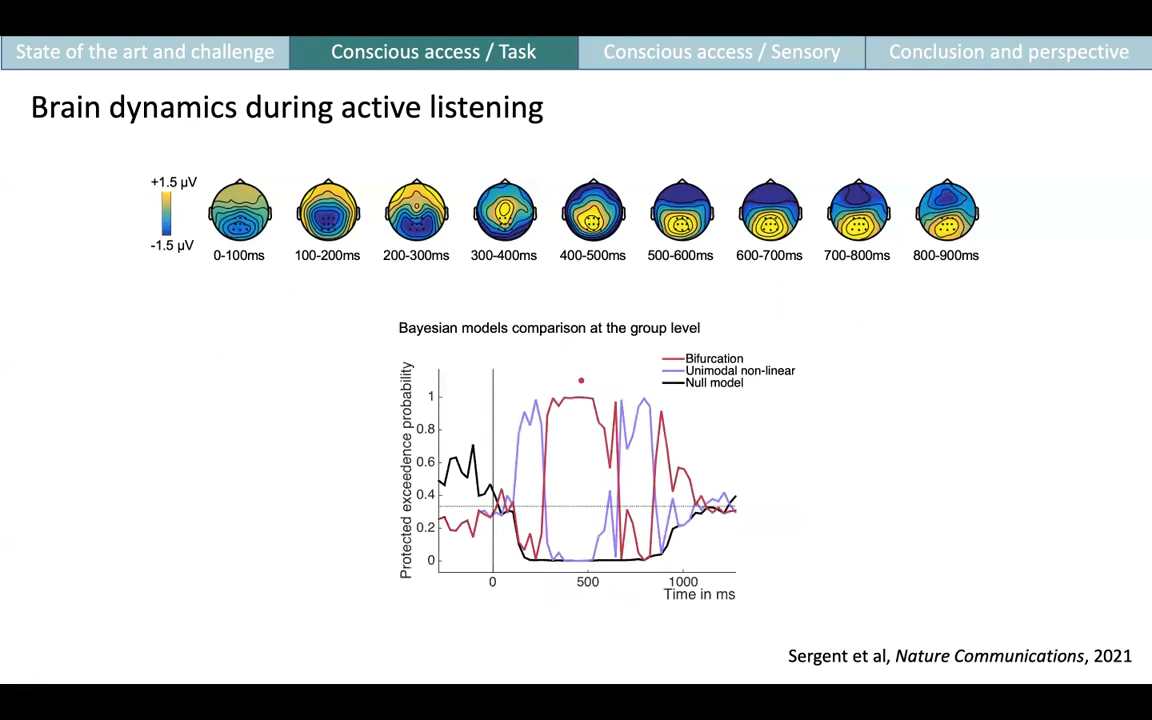 State of the art and challenge
Conscious access / Task
Conscious access / Sensory
Conclusion and perspective
Brain dynamics during active listening
+1.5 µV
-1.5 µV
0-100ms
100-200ms
200-300ms
300-400ms
400-500ms
500-600ms
600-700ms
700-800ms
800-900ms
Bayesian models comparison at the group level
Bifurcation
Unimodal non-linear
Null model
Protected exceedence probability
1
0.8
0.6
0.4
0.2
0
0
500
1000
Time in ms
Sergent et al, Nature Communications, 2021